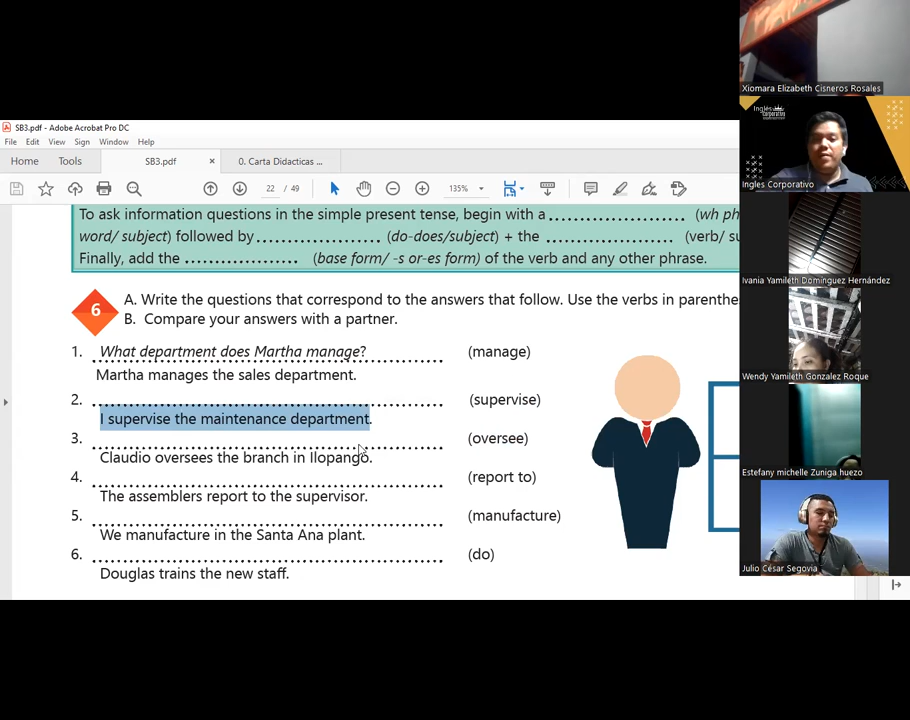 SB3.pdf - Adobe Acrobat Pro DC
File Edit View Sign Window Help
Home Tools SB3.pdf × 0. Carta Didacticas ...
22 / 49 135%
To ask information questions in the simple present tense, begin with a ..................... (wh ph
word/ subject) followed by ................... (do-does/subject) + the ................... (verb/ su
Finally, add the ................. (base form/ -s or-es form) of the verb and any other phrase.
6 A. Write the questions that correspond to the answers that follow. Use the verbs in parenthe
B. Compare your answers with a partner.
1. What department does Martha manage? (manage)
Martha manages the sales department.
2. (supervise)
I supervise the maintenance department.
3. (oversee)
Claudio oversees the branch in Ilopango.
4. (report to)
The assemblers report to the supervisor.
5. (manufacture)
We manufacture in the Santa Ana plant.
6. (do)
Douglas trains the new staff.
Xiomara Elizabeth Cisneros Rosales
Inglés
Corporativo
Ingles Corporativo
Ivania Yamileth Dominguez Hernández
Wendy Yamileth Gonzalez Roque
Estefany michelle Zuniga huezo
Julio César Segovia